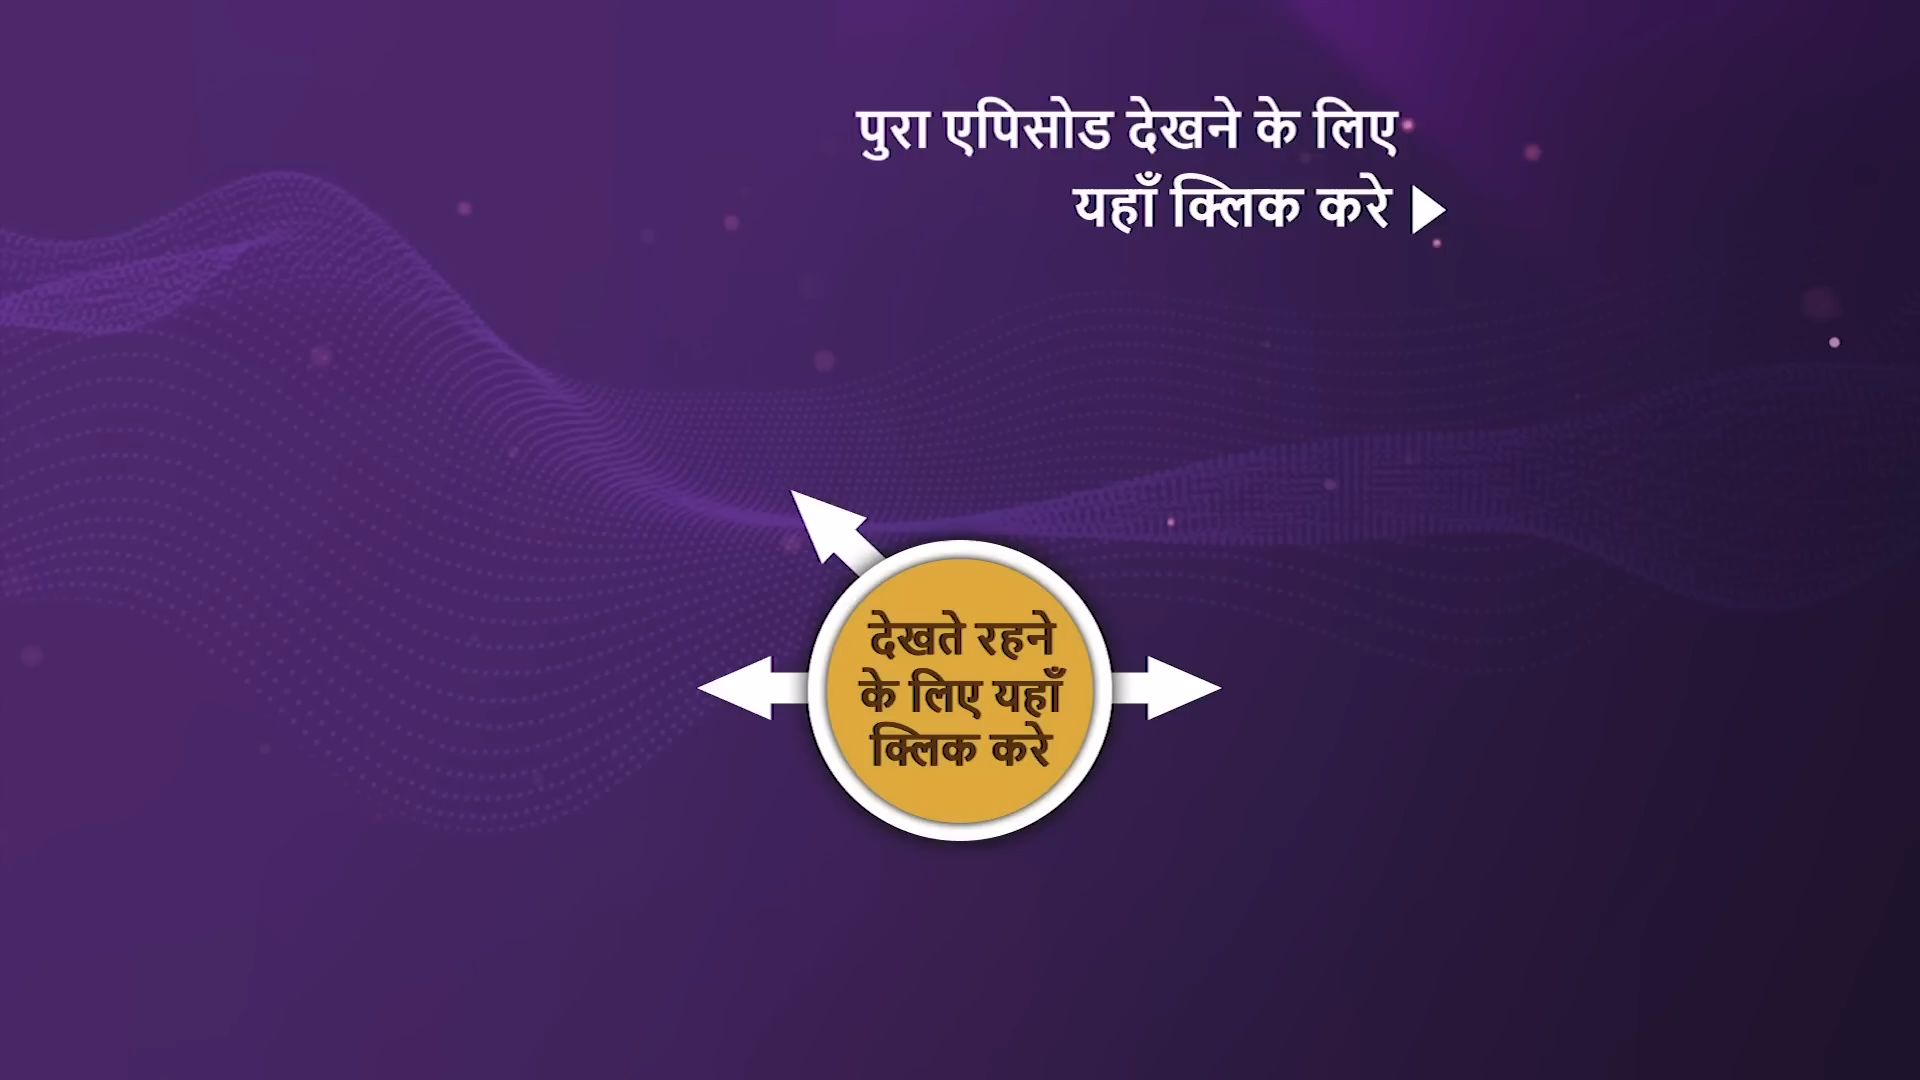 पुरा एपिसोड देखने के लिए
यहाँ क्लिक करे
देखते रहने
के लिए यहाँ
क्लिक करे